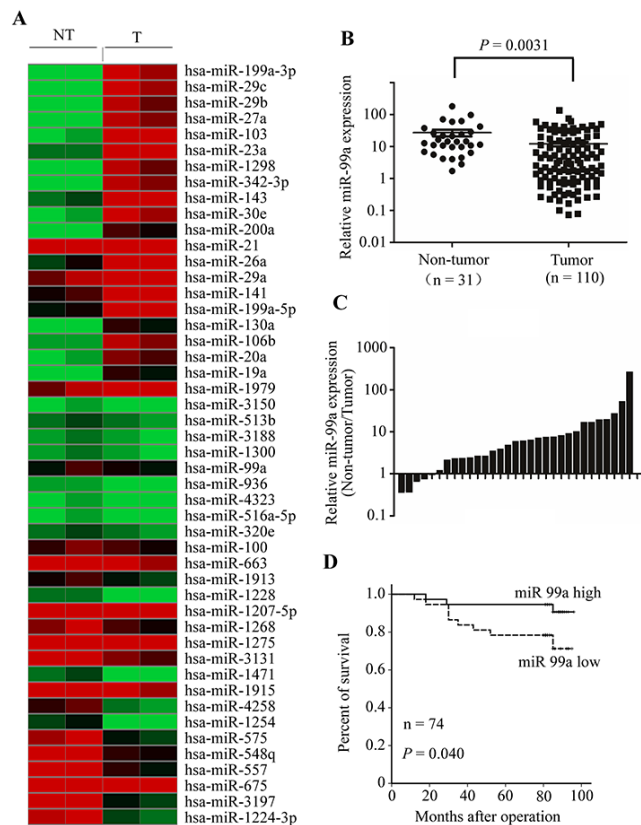 A
NT T
hsa-miR-199a-3p
hsa-miR-29c
hsa-miR-29b
hsa-miR-27a
hsa-miR-103
hsa-miR-23a
hsa-miR-1298
hsa-miR-342-3p
hsa-miR-143
hsa-miR-30e
hsa-miR-200a
hsa-miR-21
hsa-miR-26a
hsa-miR-29a
hsa-miR-141
hsa-miR-199a-5p
hsa-miR-130a
hsa-miR-106b
hsa-miR-20a
hsa-miR-19a
hsa-miR-1979
hsa-miR-3150
hsa-miR-513b
hsa-miR-3188
hsa-miR-1300
hsa-miR-99a
hsa-miR-936
hsa-miR-4323
hsa-miR-516a-5p
hsa-miR-320e
hsa-miR-100
hsa-miR-663
hsa-miR-1913
hsa-miR-1228
hsa-miR-1207-5p
hsa-miR-1268
hsa-miR-1275
hsa-miR-3131
hsa-miR-1471
hsa-miR-1915
hsa-miR-4258
hsa-miR-1254
hsa-miR-575
hsa-miR-548q
hsa-miR-557
hsa-miR-675
hsa-miR-3197
hsa-miR-1224-3p
B
P = 0.0031
Relative miR-99a expression
100
10
1
0.1
0.01
Non-tumor Tumor
(n = 31) (n = 110)
C
Relative miR-99a expression
(Non-tumor/Tumor)
1000
100
10
1
0.1
D
Percent of survival
1.0
0.8
0.6
0.4
0.2
0
miR 99a high
miR 99a low
n = 74
P = 0.040
0 20 40 60 80 100
Months after operation